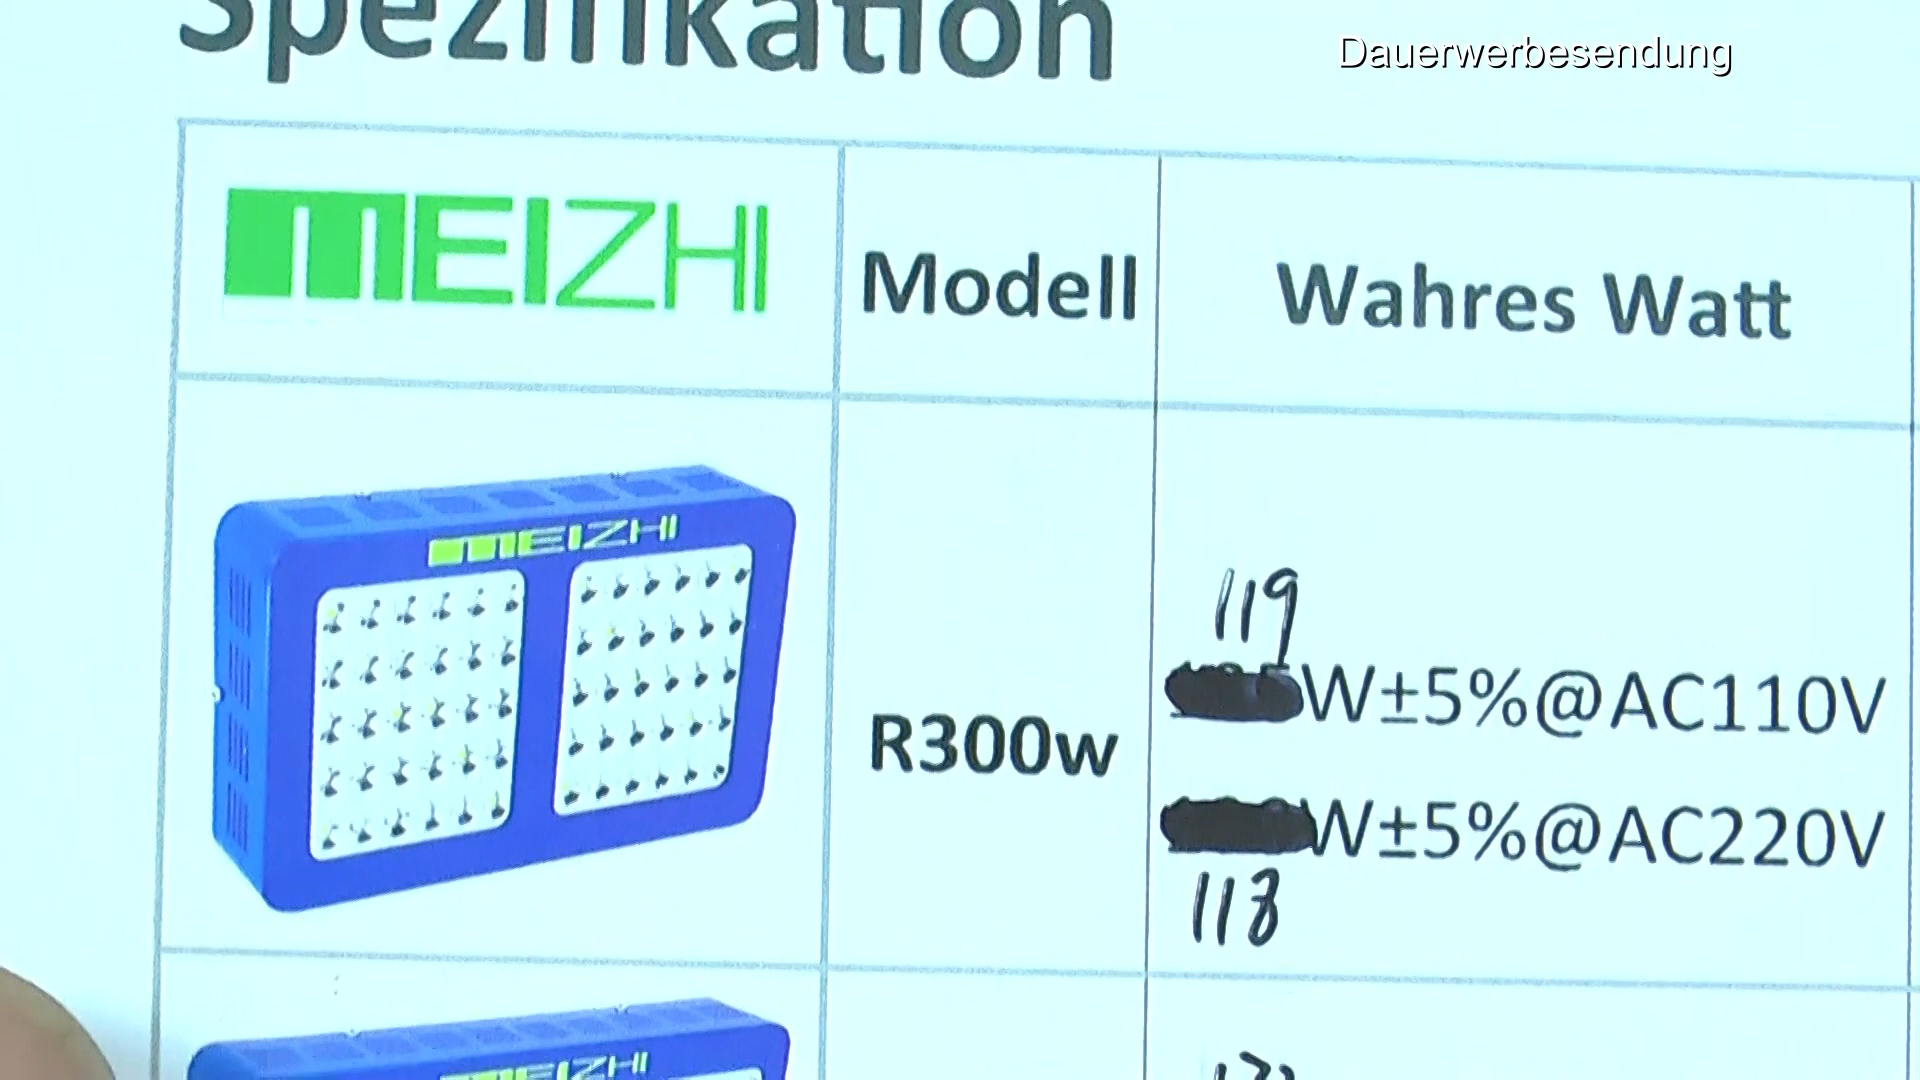 Spezifikation
Dauerwerbesendung
MEIZHI
Modell
Wahres Watt
MEIZHI
R300w
119
W±5%@AC110V
W±5%@AC220V
118
MEIZHI